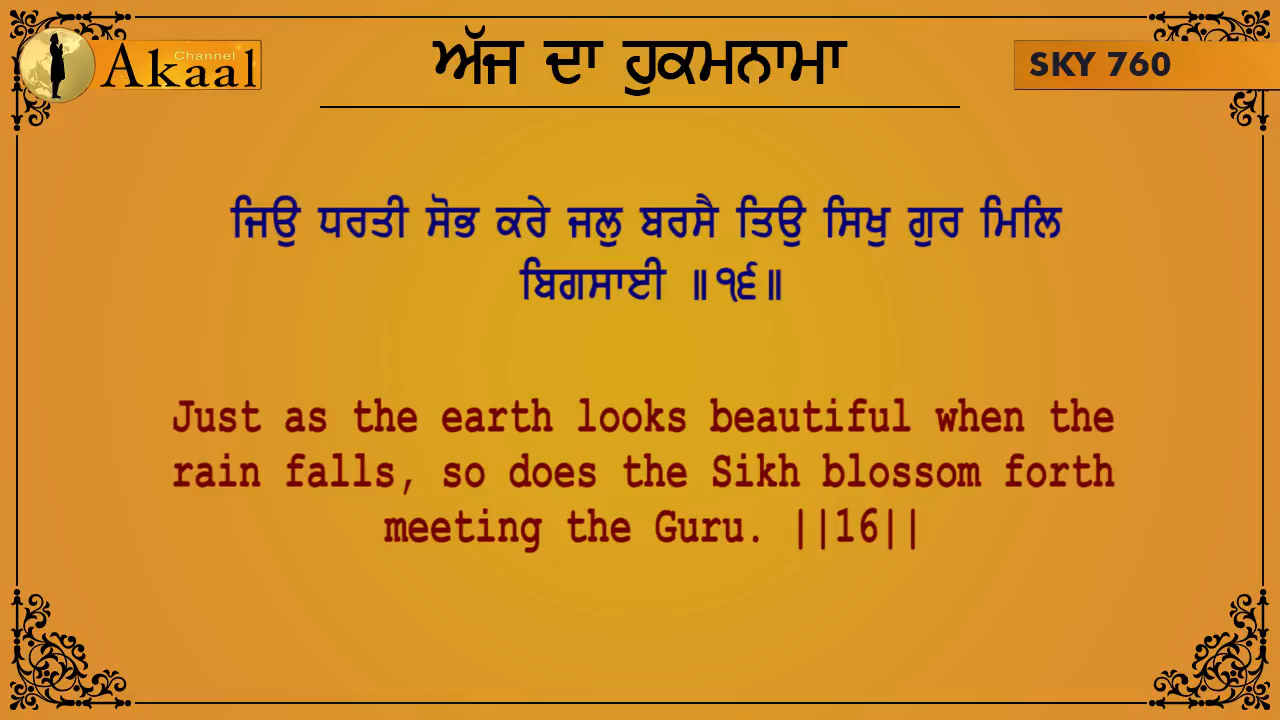 Channel
Akaal
ਅੱਜ ਦਾ ਹੁਕਮਨਾਮਾ
SKY 760
ਜਿਉ ਧਰਤੀ ਸੋਭ ਕਰੇ ਜਲੁ ਬਰਸੈ ਤਿਉ ਸਿਖੁ ਗੁਰ ਮਿਲਿ
ਬਿਗਸਾਈ ॥੧੬॥
Just as the earth looks beautiful when the
rain falls, so does the Sikh blossom forth
meeting the Guru. ||16||